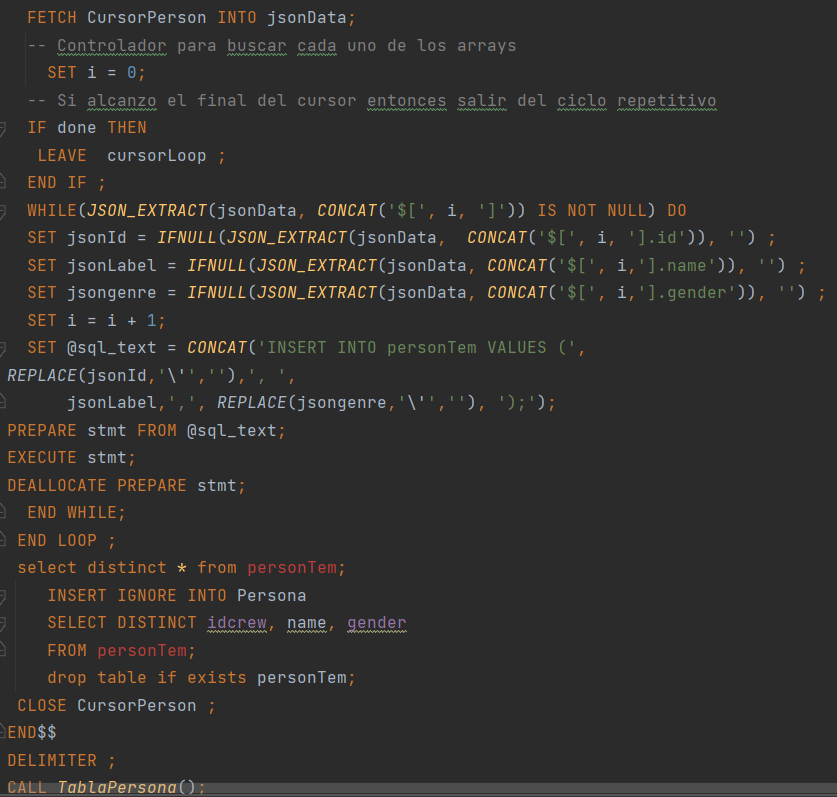 FETCH CursorPerson INTO jsonData;
-- Controlador para buscar cada uno de los arrays
SET i = 0;
-- Si alcanzo el final del cursor entonces salir del ciclo repetitivo
IF done THEN
LEAVE  cursorLoop ;
END IF ;
WHILE(JSON_EXTRACT(jsonData, CONCAT('$[', i, ']')) IS NOT NULL) DO
SET jsonId = IFNULL(JSON_EXTRACT(jsonData,  CONCAT('$[', i, '].id')), '') ;
SET jsonLabel = IFNULL(JSON_EXTRACT(jsonData, CONCAT('$[', i,'].name')), '') ;
SET jsongenre = IFNULL(JSON_EXTRACT(jsonData, CONCAT('$[', i,'].gender')), '') ;
SET i = i + 1;
SET @sql_text = CONCAT('INSERT INTO personTem VALUES (',
REPLACE(jsonId,'\'',''),', ',
jsonLabel,',', REPLACE(jsongenre,'\'',''), ');');
PREPARE stmt FROM @sql_text;
EXECUTE stmt;
DEALLOCATE PREPARE stmt;
END WHILE;
END LOOP ;
select distinct * from personTem;
INSERT IGNORE INTO Persona
SELECT DISTINCT idcrew, name, gender
FROM personTem;
drop table if exists personTem;
CLOSE CursorPerson ;
END$$
DELIMITER ;
CALL TablaPersona();